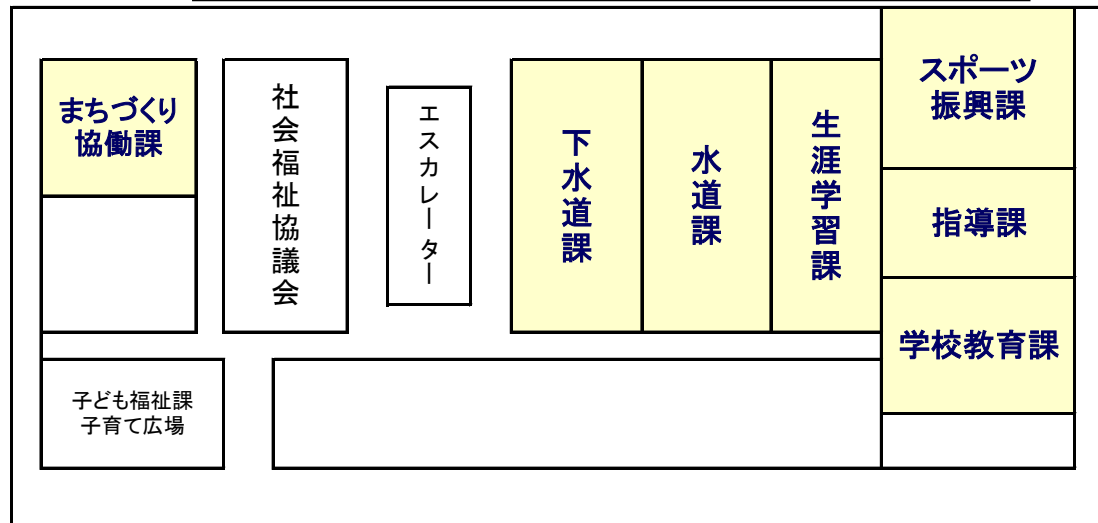 まちづくり
協働課
社会福祉協議会
エスカレーター
下水道課
水道課
生涯学習課
スポーツ
振興課
指導課
学校教育課
子ども福祉課
子育て広場